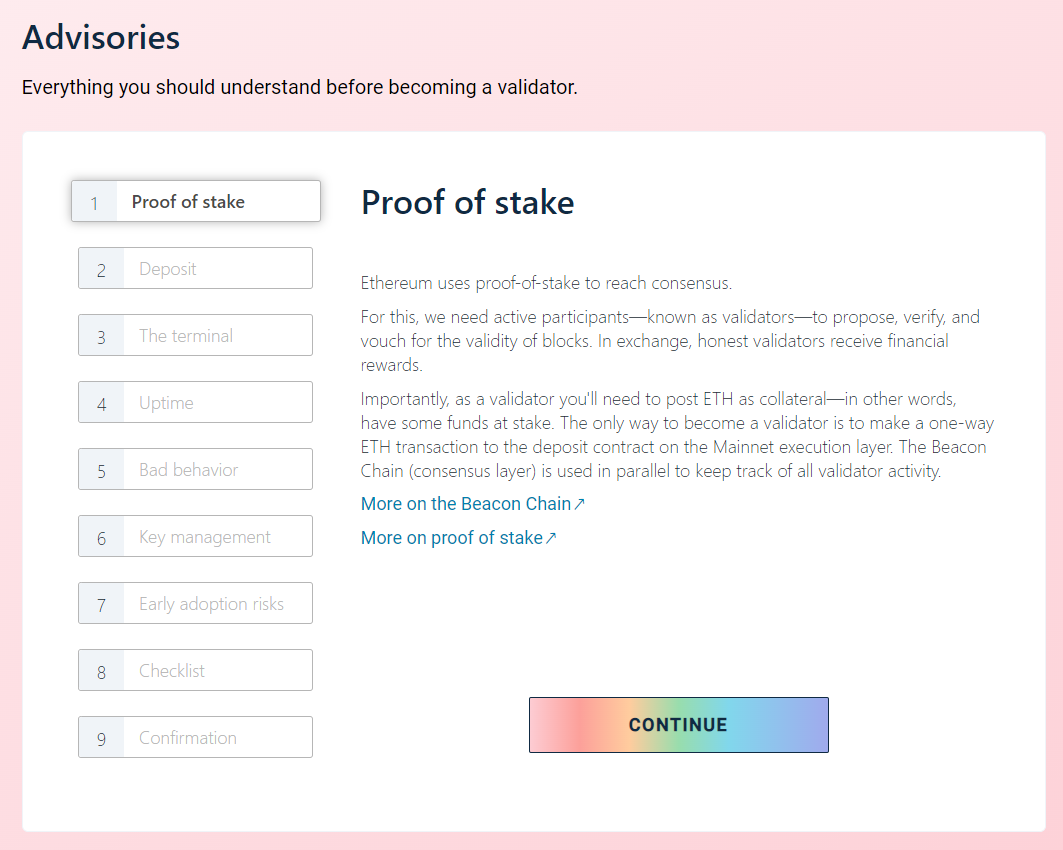 Advisories
Everything you should understand before becoming a validator.
1 Proof of stake
2 Deposit
3 The terminal
4 Uptime
5 Bad behavior
6 Key management
7 Early adoption risks
8 Checklist
9 Confirmation
Proof of stake
Ethereum uses proof-of-stake to reach consensus.
For this, we need active participants—known as validators—to propose, verify, and
vouch for the validity of blocks. In exchange, honest validators receive financial
rewards.
Importantly, as a validator you'll need to post ETH as collateral—in other words,
have some funds at stake. The only way to become a validator is to make a one-way
ETH transaction to the deposit contract on the Mainnet execution layer. The Beacon
Chain (consensus layer) is used in parallel to keep track of all validator activity.
More on the Beacon Chain↗
More on proof of stake↗
CONTINUE